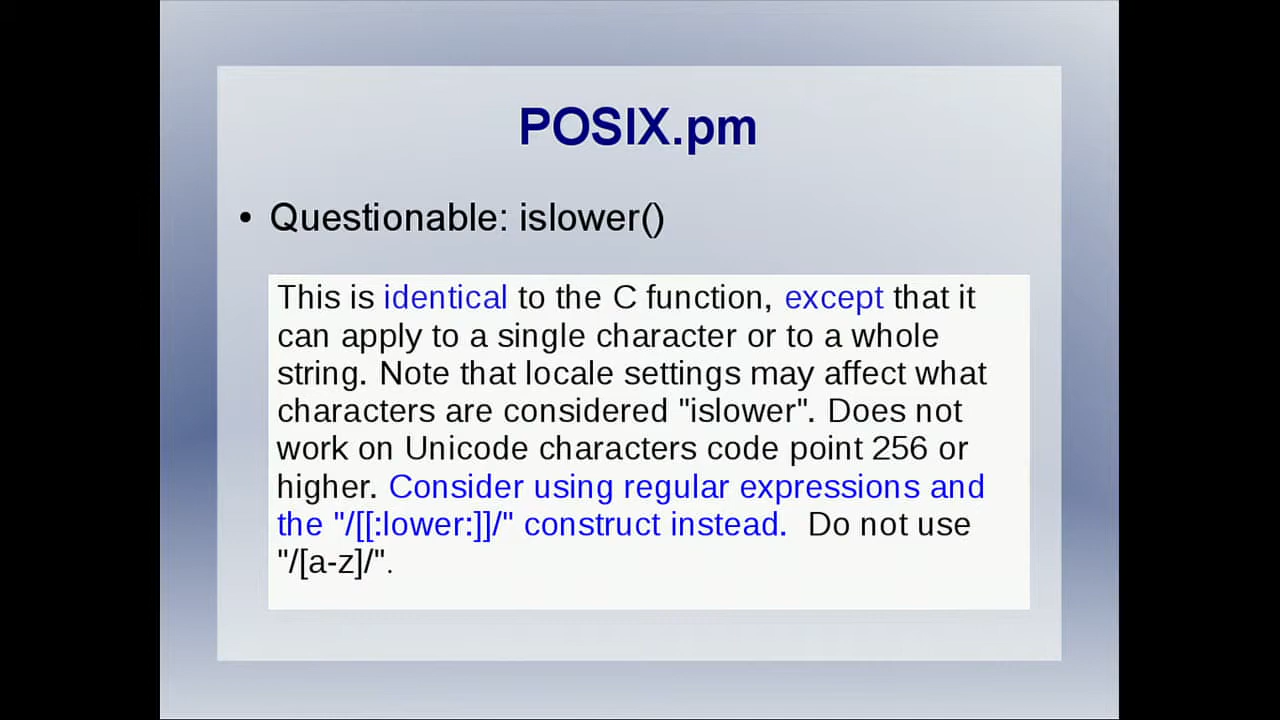 POSIX.pm
• Questionable: islower()
This is identical to the C function, except that it
can apply to a single character or to a whole
string. Note that locale settings may affect what
characters are considered "islower". Does not
work on Unicode characters code point 256 or
higher. Consider using regular expressions and
the "/[[:lower:]]/" construct instead.  Do not use
"/[a-z]/".